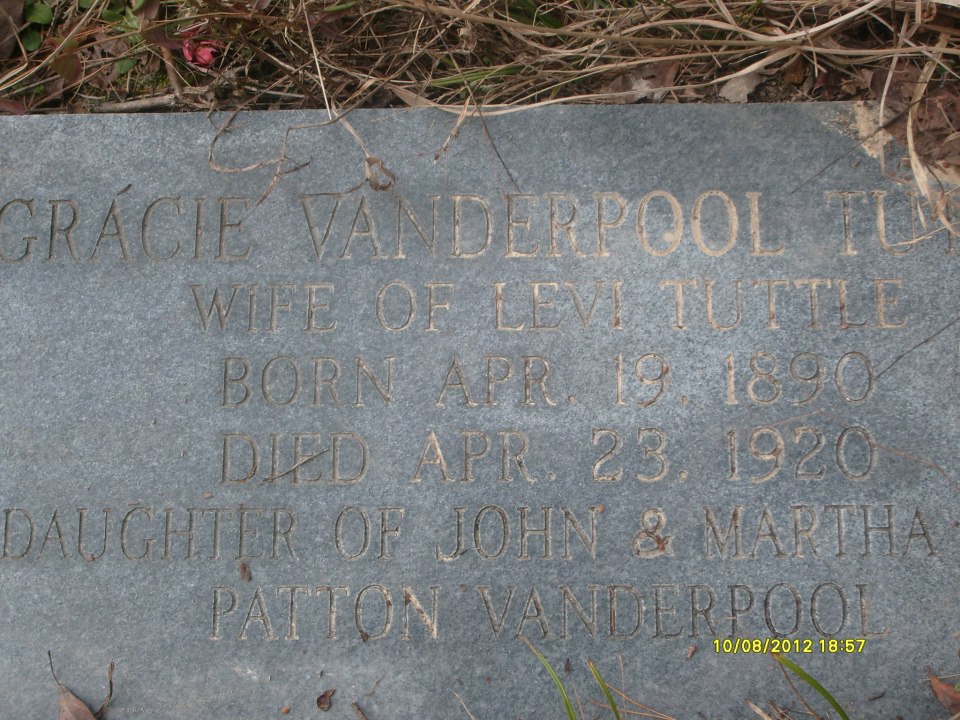 GRACIE VANDERPOOL
WIFE OF LEVI TUTTLE
BORN APR. 19. 1890
DIED APR. 23. 1920
DAUGHTER OF JOHN & MARTHA
PATTON VANDERPOOL
10/08/2012 18:57